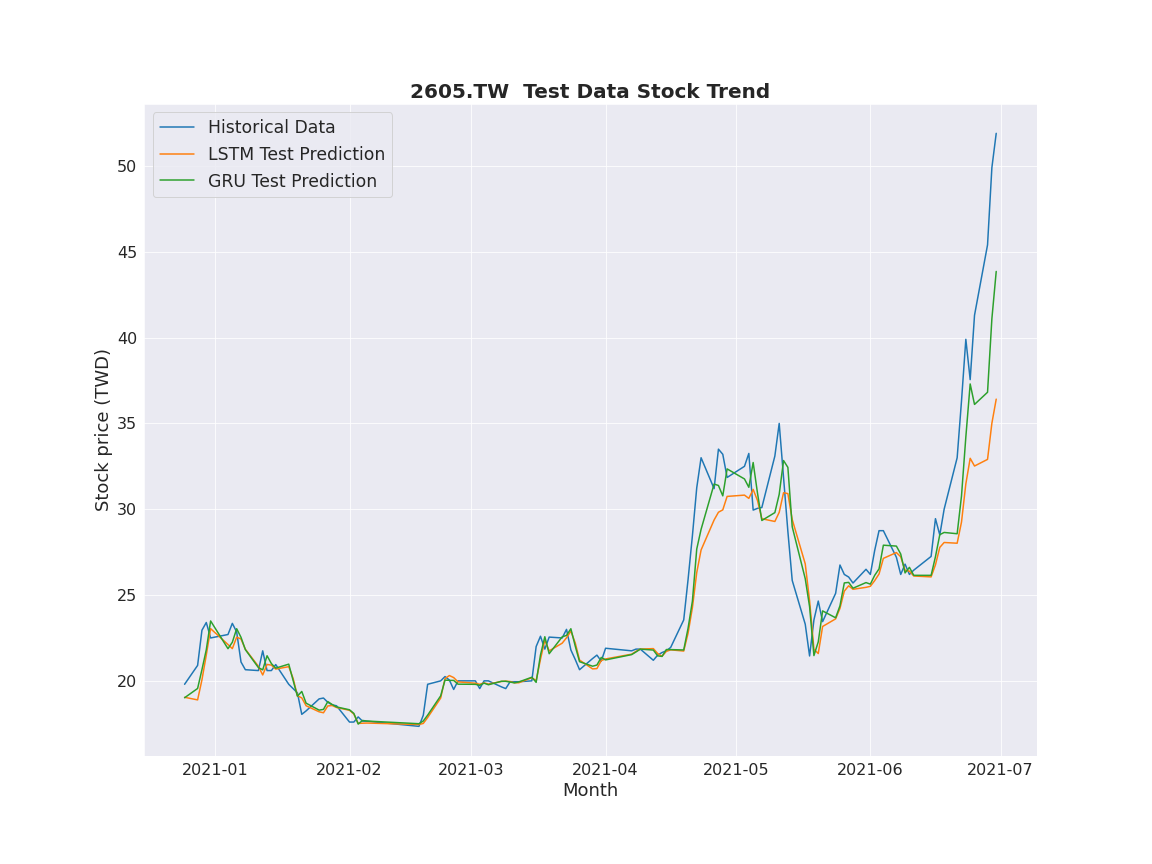 2605.TW  Test Data Stock Trend
Historical Data
LSTM Test Prediction
GRU Test Prediction
50
45
40
35
30
25
20
Stock price (TWD)
2021-01
2021-02
2021-03
2021-04
2021-05
2021-06
2021-07
Month